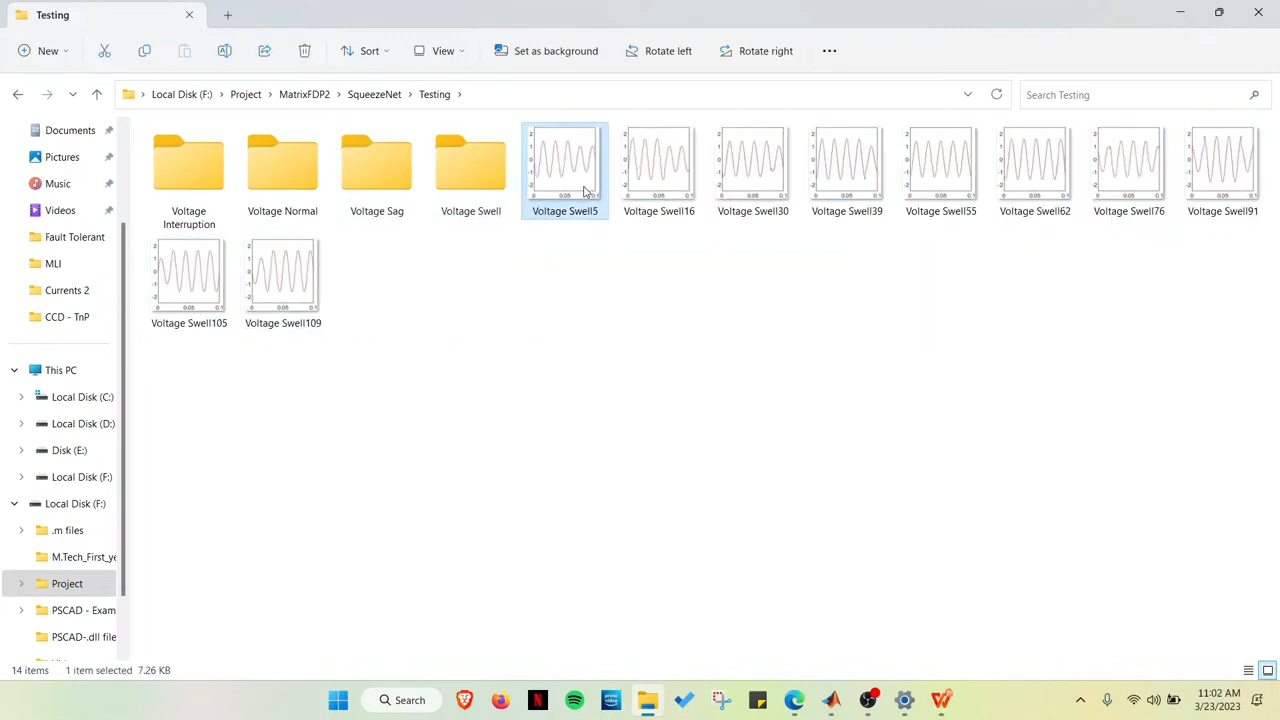 Testing
New
Sort
View
Set as background
Rotate left
Rotate right
Local Disk (F:) > Project > MatrixFDP2 > SqueezeNet > Testing >
Search Testing
Documents
Pictures
Music
Videos
Fault Tolerant
MLI
Currents 2
CCD - TnP
This PC
Local Disk (C:)
Local Disk (D:)
Disk (E:)
Local Disk (F:)
Local Disk (F:)
.m files
M.Tech_First_ye
Project
PSCAD - Exam
PSCAD-.dll file
Voltage
Interruption
Voltage Normal
Voltage Sag
Voltage Swell
Voltage Swell5
Voltage Swell16
Voltage Swell30
Voltage Swell39
Voltage Swell55
Voltage Swell62
Voltage Swell76
Voltage Swell91
Voltage Swell105
Voltage Swell109
14 items
1 item selected 7.26 KB
Search
11:02 AM
3/23/2023